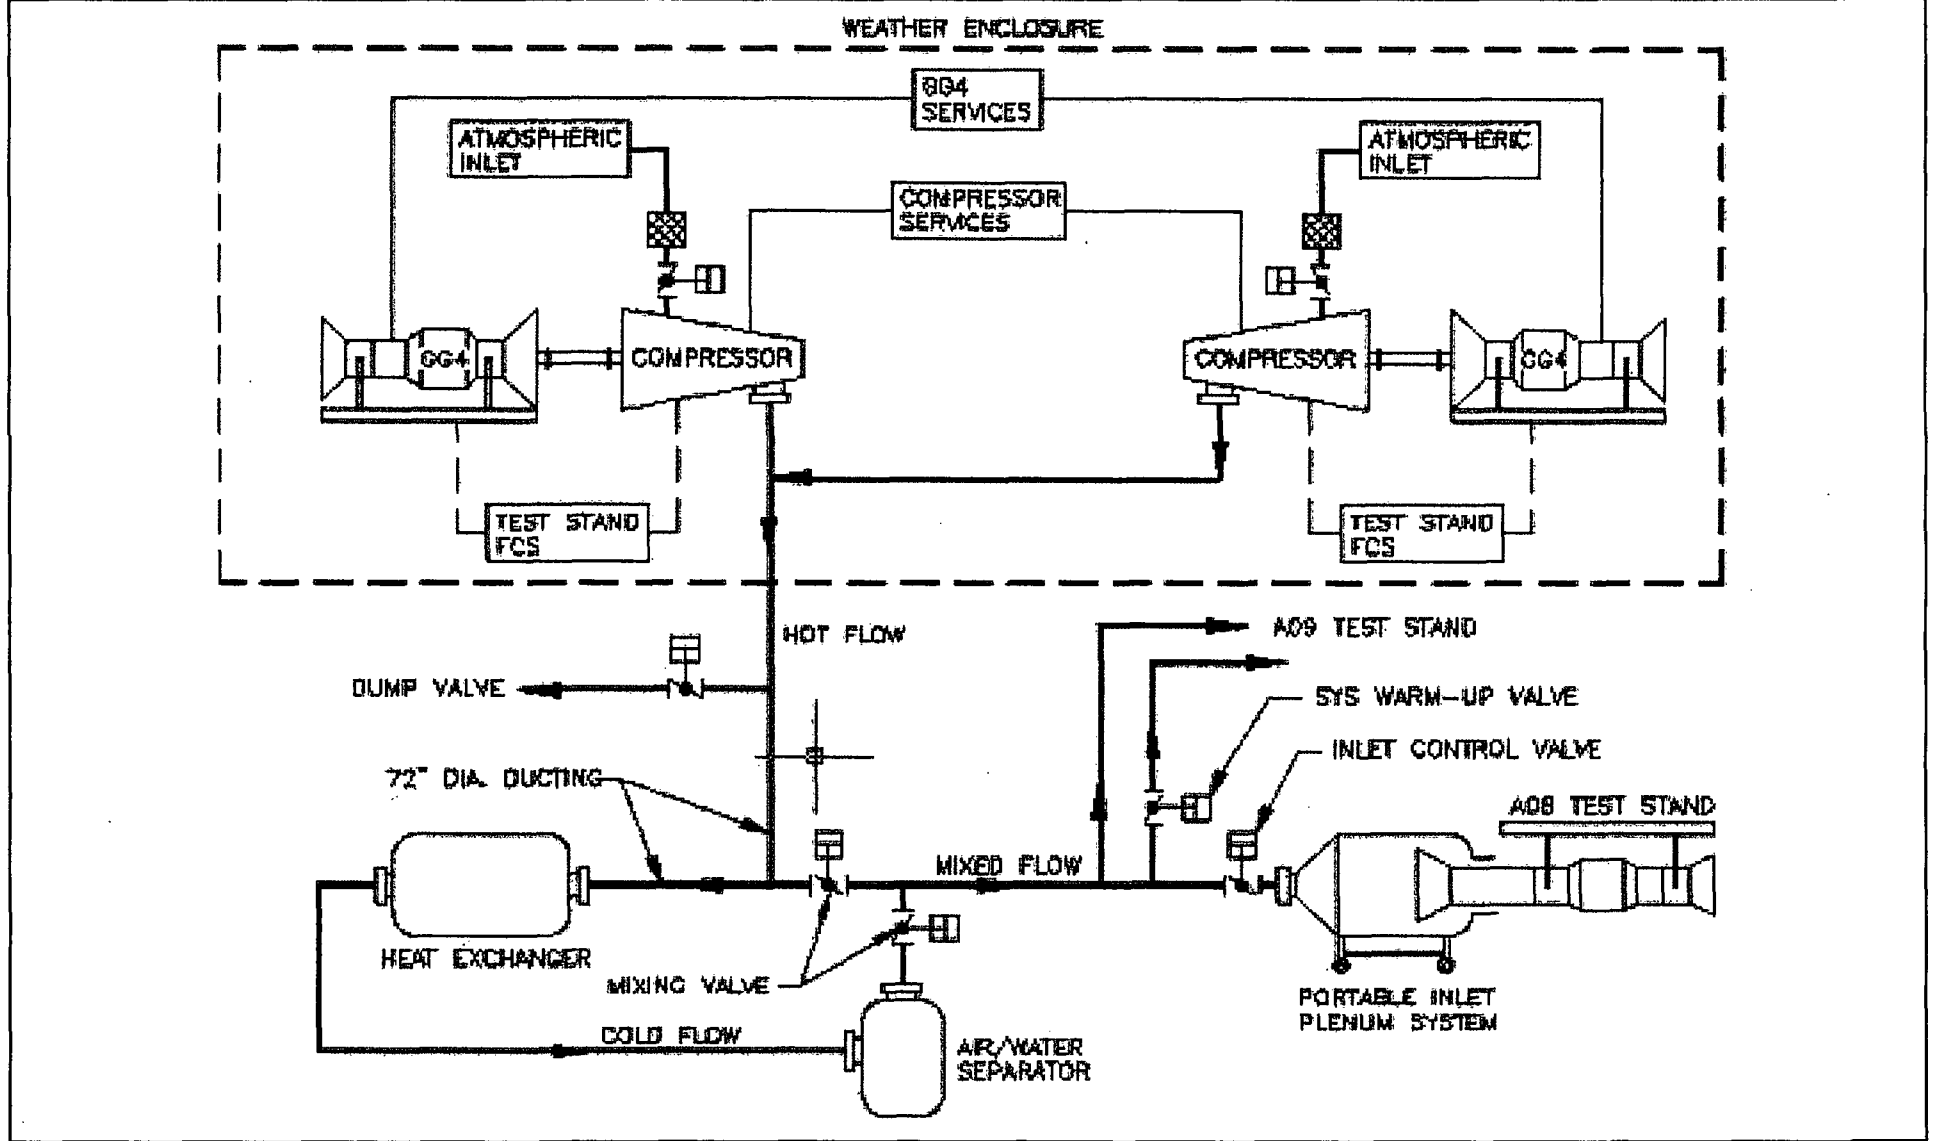 WEATHER ENCLOSURE
GG4
SERVICES
ATMOSPHERIC
INLET
ATMOSPHERIC
INLET
COMPRESSOR
SERVICES
GG4
COMPRESSOR
COMPRESSOR
GG4
TEST STAND
FCS
TEST STAND
FCS
HOT FLOW
A09 TEST STAND
DUMP VALVE
SYS WARM-UP VALVE
INLET CONTROL VALVE
72" DIA. DUCTING
A08 TEST STAND
MIXED FLOW
HEAT EXCHANGER
MIXING VALVE
PORTABLE INLET
PLENUM SYSTEM
COLD FLOW
AIR/WATER
SEPARATOR